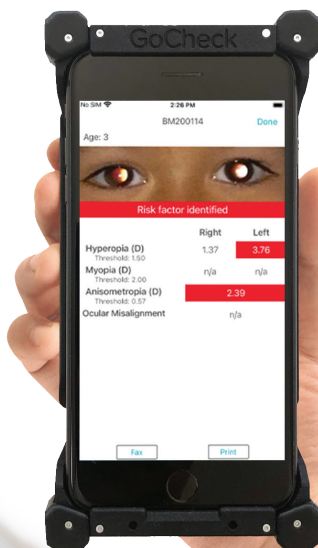 GoCheck
No SIM 2:26 PM
BM200114 Done
Age: 3
Risk factor identified
Right Left
Hyperopia (D) 1.37 3.76
Threshold: 1.50
Myopia (D) n/a n/a
Threshold: 2.00
Anisometropia (D) 2.39
Threshold: 0.57
Ocular Misalignment n/a
Fax Print